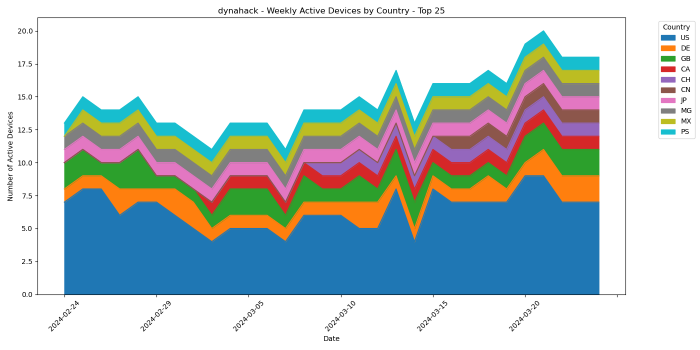 dynahack - Weekly Active Devices by Country - Top 25
Number of Active Devices
20.0
17.5
15.0
12.5
10.0
7.5
5.0
2.5
0.0
2024-02-24
2024-02-29
2024-03-05
2024-03-10
2024-03-15
2024-03-20
Date
Country
US
DE
GB
CA
CH
CN
JP
MG
MX
PS